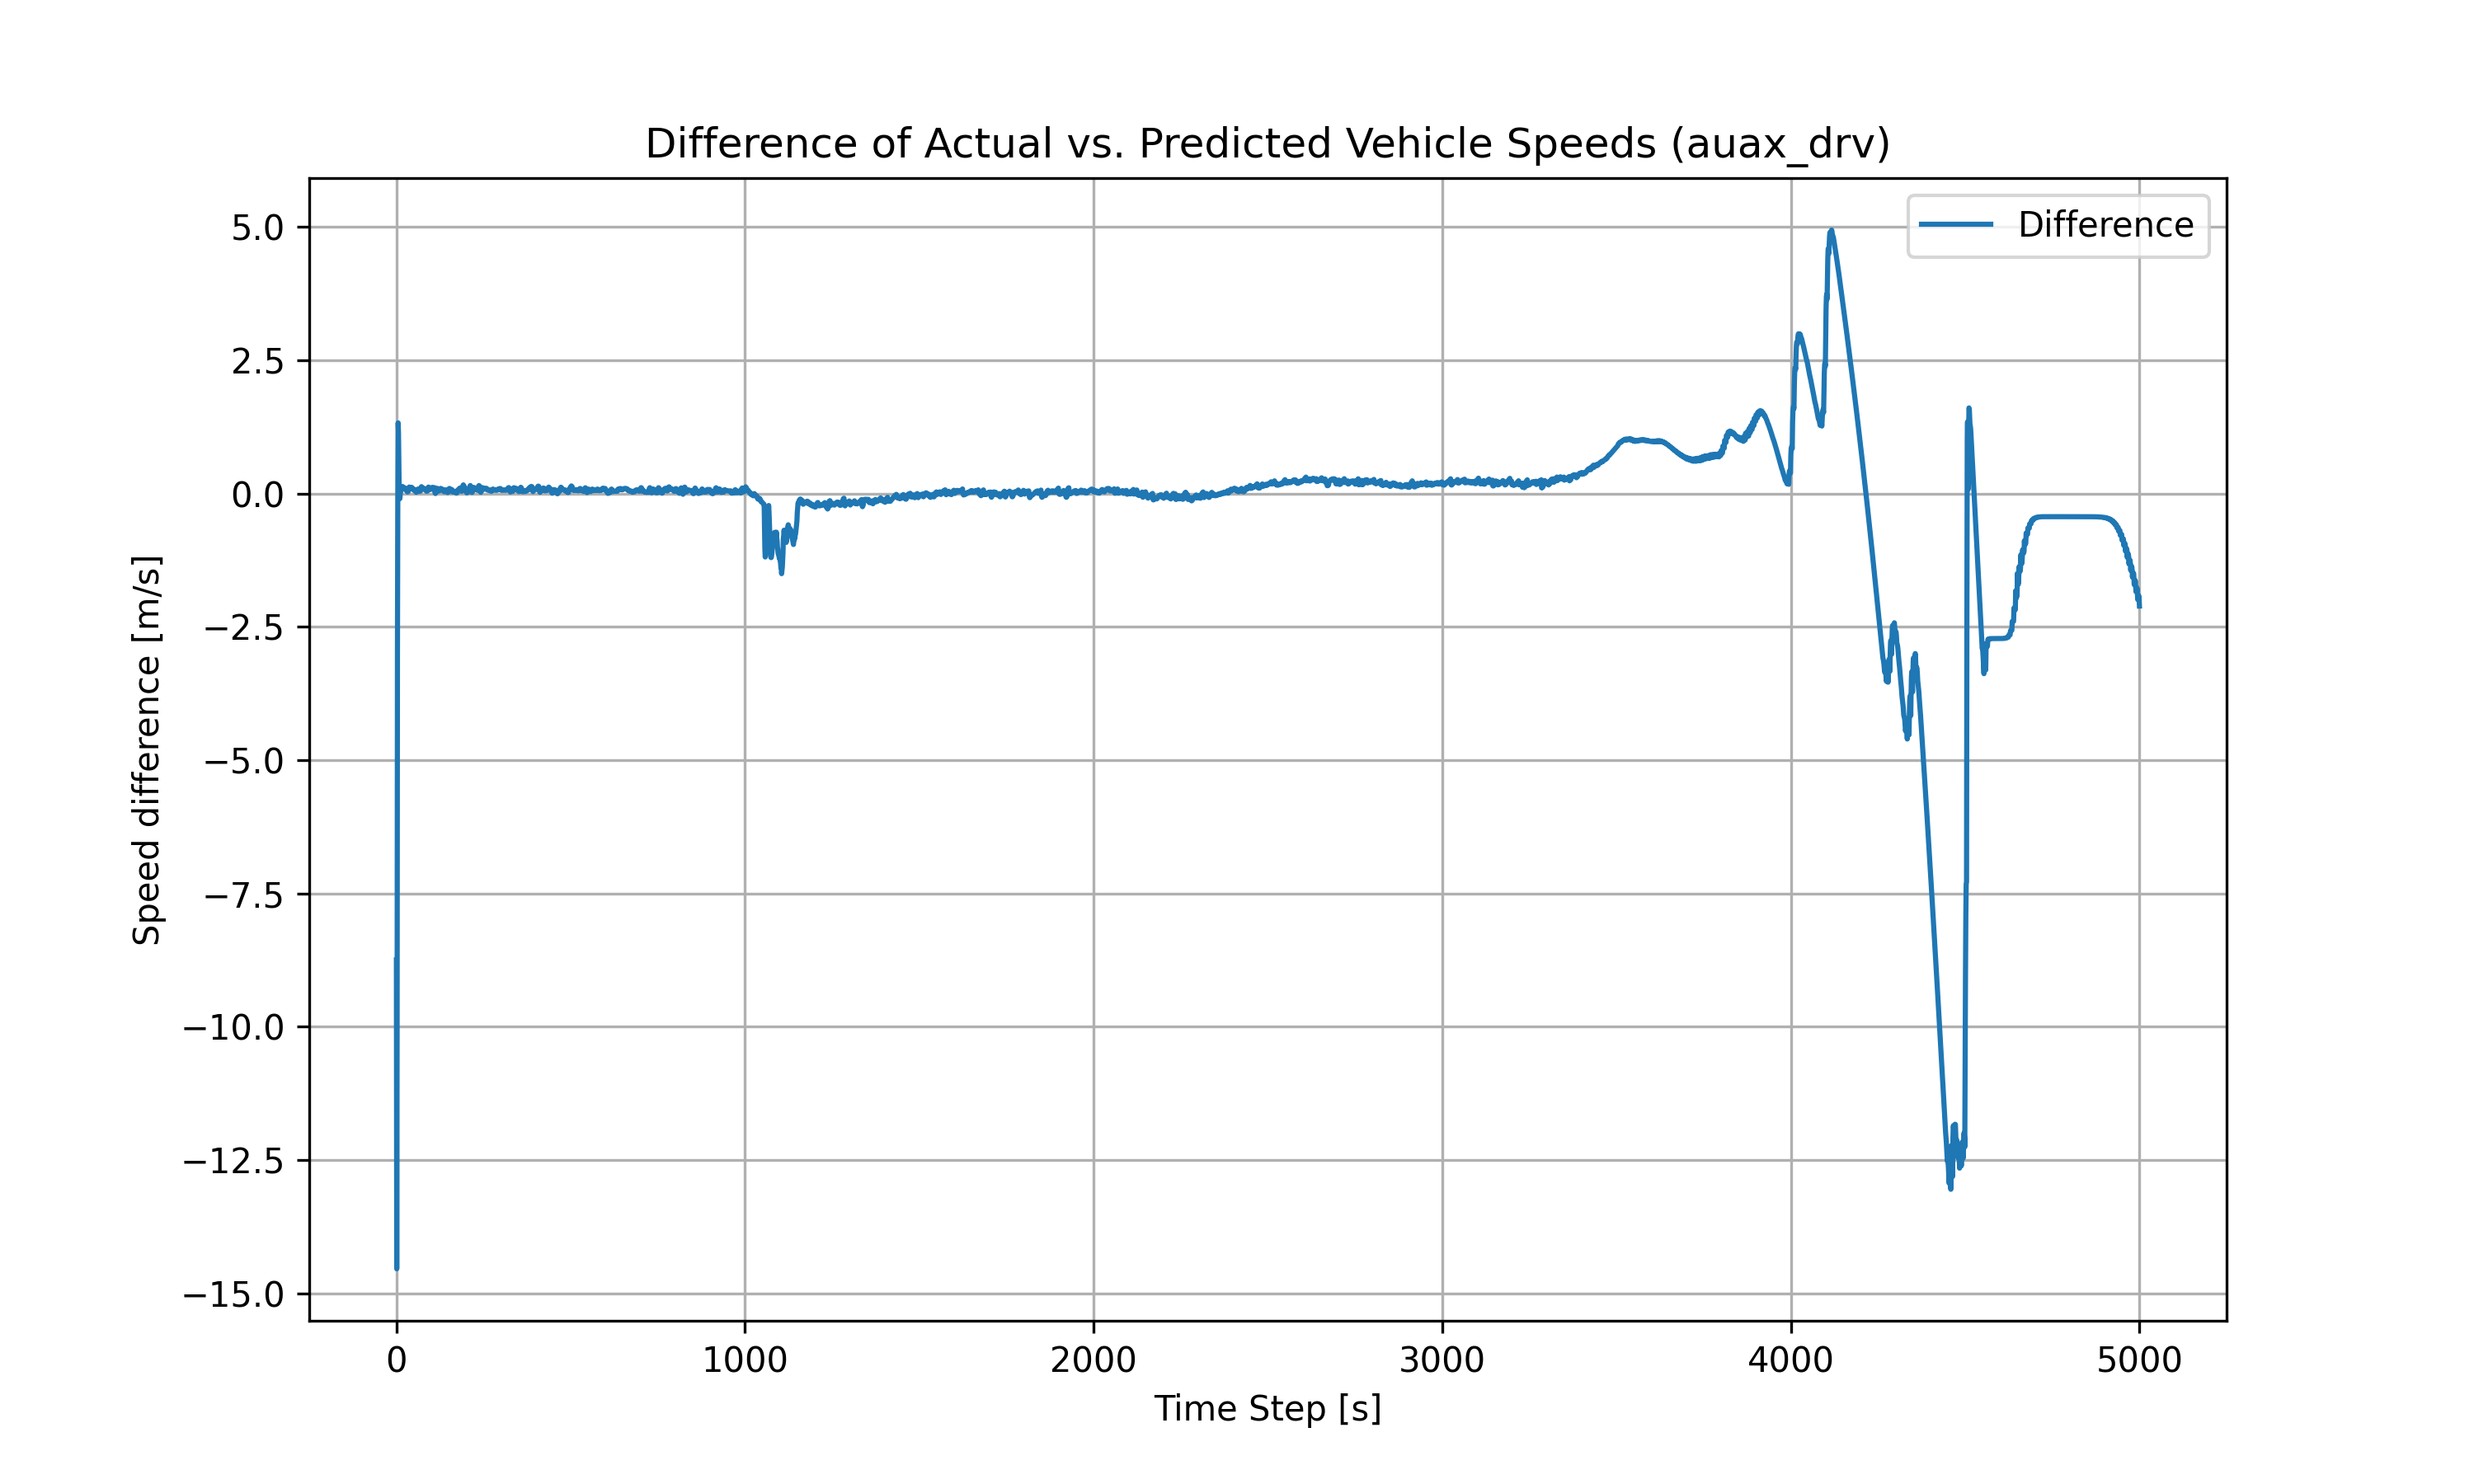 Difference of Actual vs. Predicted Vehicle Speeds (auax_drv)
Difference
Speed difference [m/s]
5.0
2.5
0.0
−2.5
−5.0
−7.5
−10.0
−12.5
−15.0
0 1000 2000 3000 4000 5000
Time Step [s]